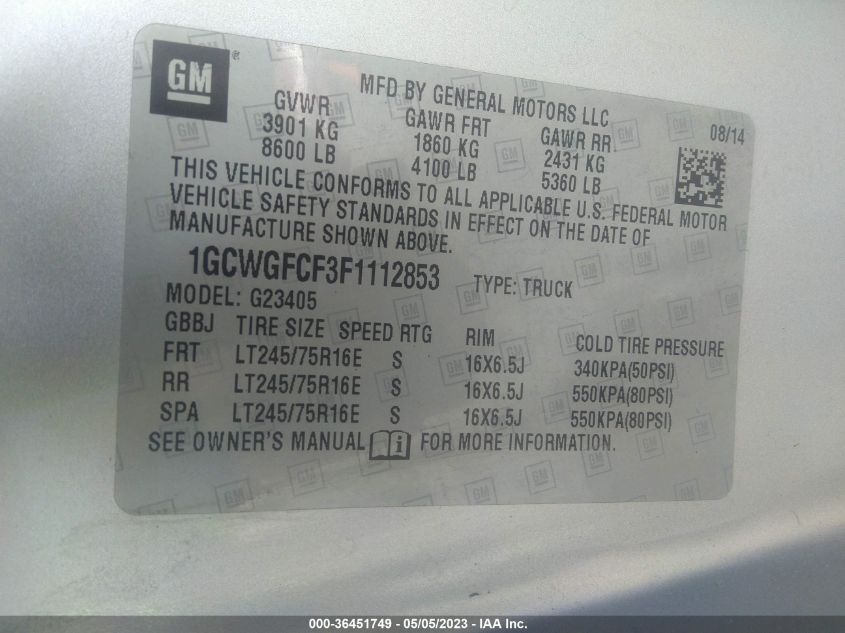 GM®
MFD BY GENERAL MOTORS LLC
08/14
GVWR GAWR FRT GAWR RR
3901 KG 1860 KG 2431 KG
8600 LB 4100 LB 5360 LB
THIS VEHICLE CONFORMS TO ALL APPLICABLE U.S. FEDERAL MOTOR
VEHICLE SAFETY STANDARDS IN EFFECT ON THE DATE OF
MANUFACTURE SHOWN ABOVE.
1GCWGFCF3F1112853 TYPE: TRUCK
MODEL: G23405
GBBJ TIRE SIZE SPEED RTG RIM COLD TIRE PRESSURE
FRT LT245/75R16E S 16X6.5J 340KPA(50PSI)
RR LT245/75R16E S 16X6.5J 550KPA(80PSI)
SPA LT245/75R16E S 16X6.5J 550KPA(80PSI)
SEE OWNER'S MANUAL i FOR MORE INFORMATION.
000-36451749 - 05/05/2023 - IAA Inc.